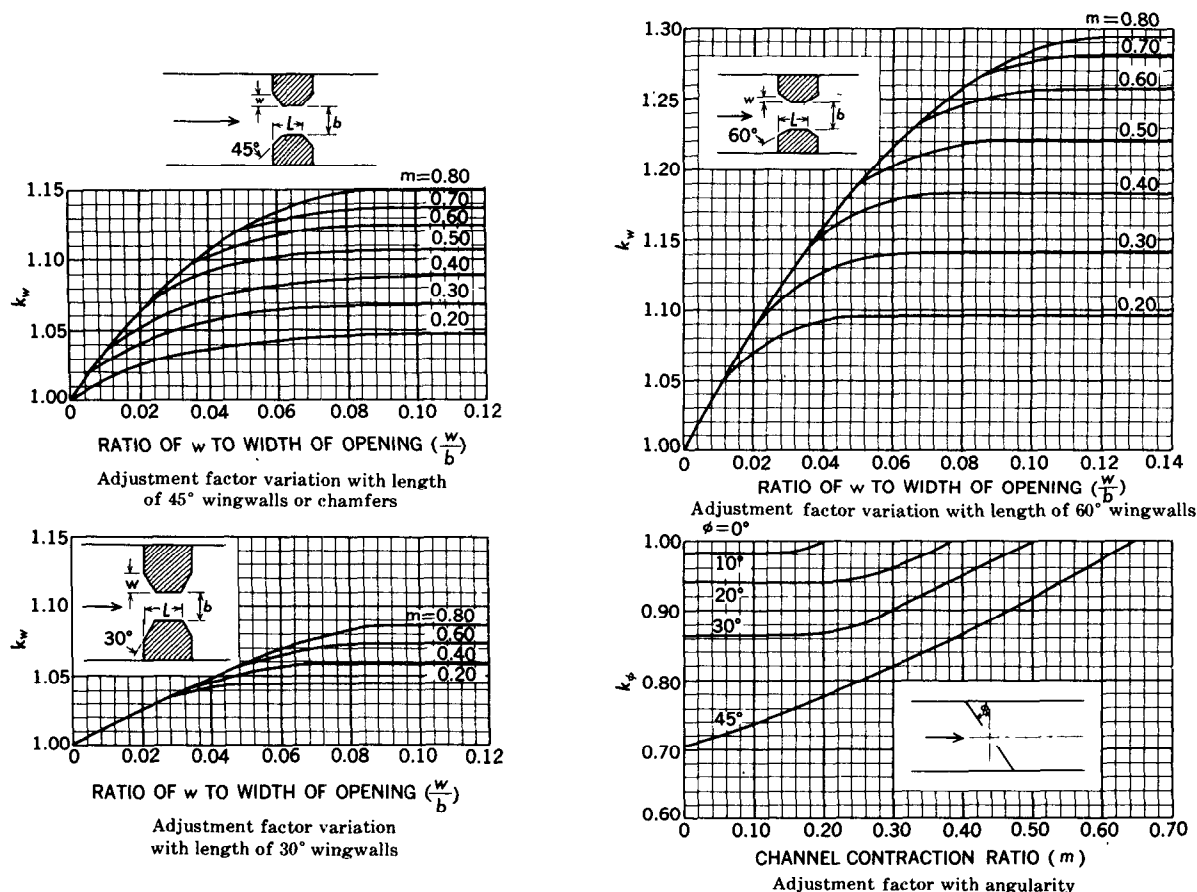 w
L
b
45°
1.15
1.10
1.05
1.00
k_w
m=0.80
0.70
0.60
0.50
0.40
0.30
0.20
0 0.02 0.04 0.06 0.08 0.10 0.12
RATIO OF w TO WIDTH OF OPENING (w/b)
Adjustment factor variation with length
of 45° wingwalls or chamfers
1.15
1.10
1.05
1.00
k_w
w
L
b
30°
m=0.80
0.60
0.40
0.20
0 0.02 0.04 0.06 0.08 0.10 0.12
RATIO OF w TO WIDTH OF OPENING (w/b)
Adjustment factor variation
with length of 30° wingwalls
1.30
1.25
1.20
1.15
1.10
1.05
1.00
k_w
w
L
b
60°
m=0.80
0.70
0.60
0.50
0.40
0.30
0.20
0 0.02 0.04 0.06 0.08 0.10 0.12 0.14
RATIO OF w TO WIDTH OF OPENING (w/b)
Adjustment factor variation with length of 60° wingwalls
ϕ=0°
1.00
0.90
0.80
0.70
0.60
k_ϕ
10°
20°
30°
45°
ϕ
0 0.10 0.20 0.30 0.40 0.50 0.60 0.70
CHANNEL CONTRACTION RATIO (m)
Adjustment factor with angularity